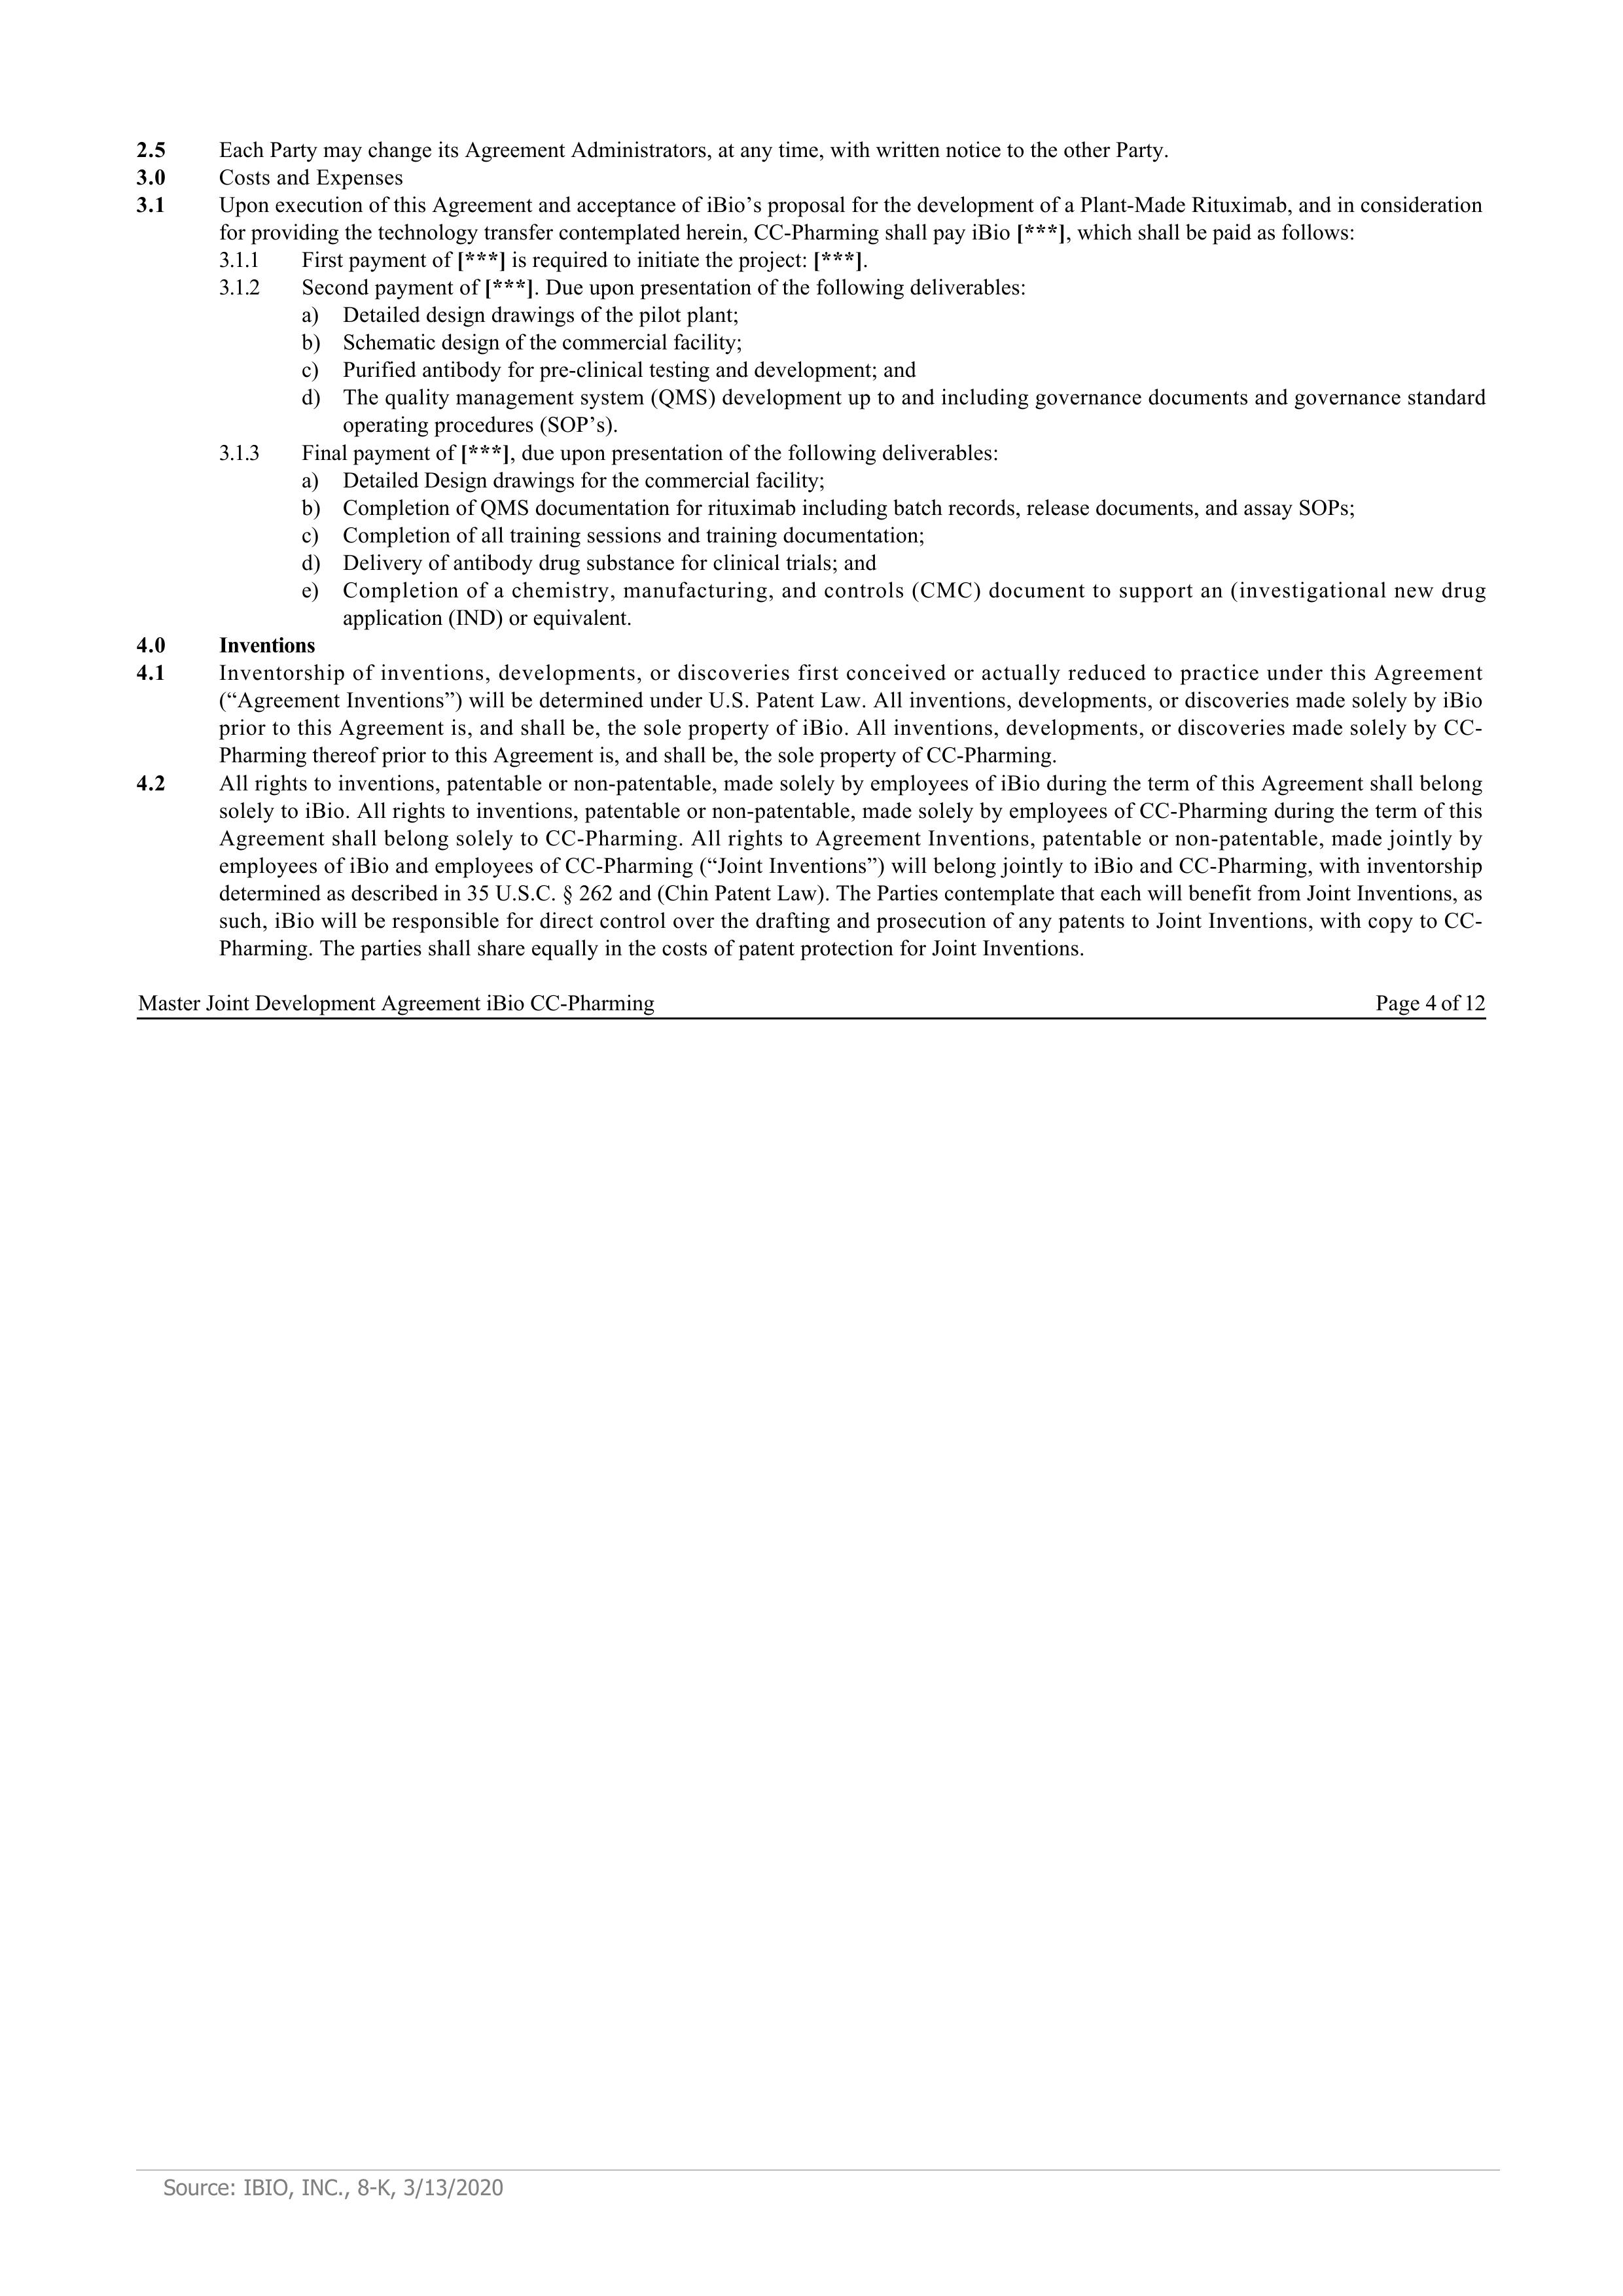 2.5 Each Party may change its Agreement Administrators, at any time, with written notice to the other Party.
3.0 Costs and Expenses
3.1 Upon execution of this Agreement and acceptance of iBio’s proposal for the development of a Plant-Made Rituximab, and in consideration
for providing the technology transfer contemplated herein, CC-Pharming shall pay iBio [***], which shall be paid as follows:
3.1.1 First payment of [***] is required to initiate the project: [***].
3.1.2 Second payment of [***]. Due upon presentation of the following deliverables:
a) Detailed design drawings of the pilot plant;
b) Schematic design of the commercial facility;
c) Purified antibody for pre-clinical testing and development; and
d) The quality management system (QMS) development up to and including governance documents and governance standard
operating procedures (SOP’s).
3.1.3 Final payment of [***], due upon presentation of the following deliverables:
a) Detailed Design drawings for the commercial facility;
b) Completion of QMS documentation for rituximab including batch records, release documents, and assay SOPs;
c) Completion of all training sessions and training documentation;
d) Delivery of antibody drug substance for clinical trials; and
e) Completion of a chemistry, manufacturing, and controls (CMC) document to support an (investigational new drug
application (IND) or equivalent.
4.0 Inventions
4.1 Inventorship of inventions, developments, or discoveries first conceived or actually reduced to practice under this Agreement
(“Agreement Inventions”) will be determined under U.S. Patent Law. All inventions, developments, or discoveries made solely by iBio
prior to this Agreement is, and shall be, the sole property of iBio. All inventions, developments, or discoveries made solely by CC-
Pharming thereof prior to this Agreement is, and shall be, the sole property of CC-Pharming.
4.2 All rights to inventions, patentable or non-patentable, made solely by employees of iBio during the term of this Agreement shall belong
solely to iBio. All rights to inventions, patentable or non-patentable, made solely by employees of CC-Pharming during the term of this
Agreement shall belong solely to CC-Pharming. All rights to Agreement Inventions, patentable or non-patentable, made jointly by
employees of iBio and employees of CC-Pharming (“Joint Inventions”) will belong jointly to iBio and CC-Pharming, with inventorship
determined as described in 35 U.S.C. § 262 and (Chin Patent Law). The Parties contemplate that each will benefit from Joint Inventions, as
such, iBio will be responsible for direct control over the drafting and prosecution of any patents to Joint Inventions, with copy to CC-
Pharming. The parties shall share equally in the costs of patent protection for Joint Inventions.
Master Joint Development Agreement iBio CC-Pharming Page 4 of 12
Source: IBIO, INC., 8-K, 3/13/2020